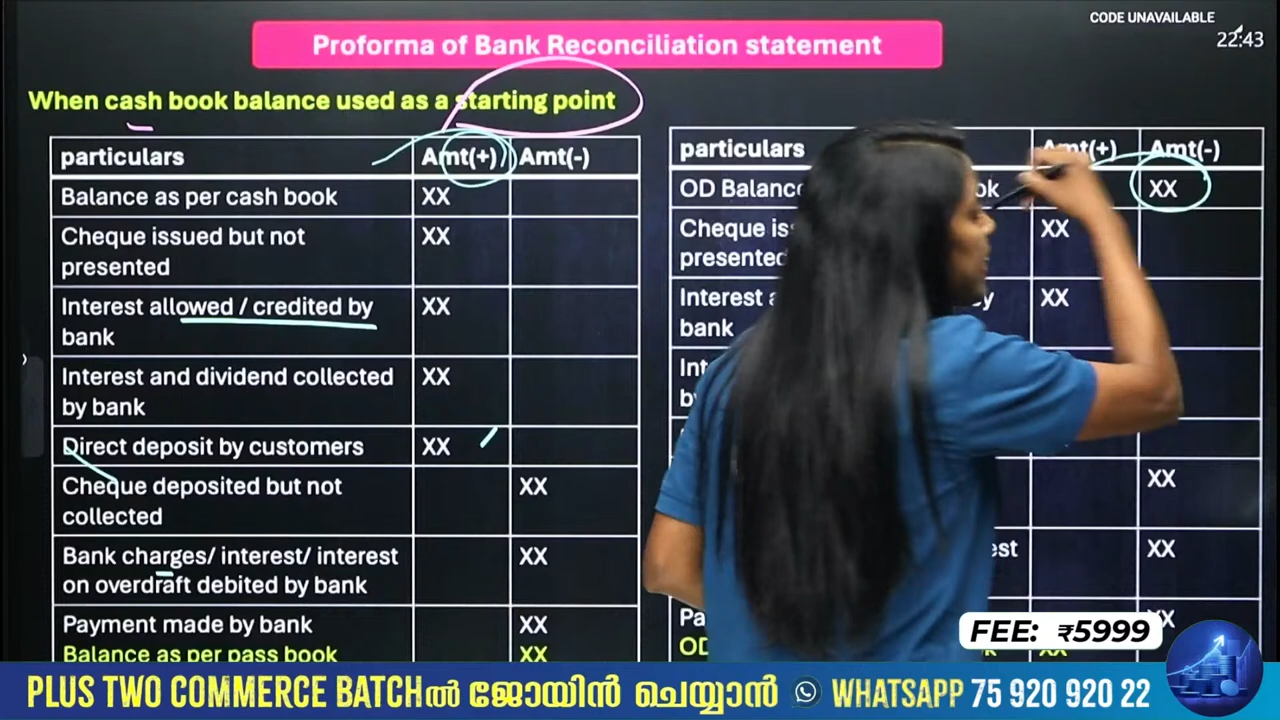 CODE UNAVAILABLE
22:43
Proforma of Bank Reconciliation statement
When cash book balance used as a starting point
particulars Amt(+) Amt(-)
Balance as per cash book XX
Cheque issued but not
presented XX
Interest allowed / credited by
bank XX
Interest and dividend collected
by bank XX
Direct deposit by customers XX
Cheque deposited but not
collected XX
Bank charges/ interest/ interest
on overdraft debited by bank XX
Payment made by bank XX
Balance as per pass book XX
particulars Amt(+) Amt(-)
OD Balance XX
Cheque
presented XX
Interest
bank XX
XX
XX
XX
OD XX
FEE: ₹5999
PLUS TWO COMMERCE BATCHൽ ജോയിൻ ചെയ്യാൻ WHATSAPP 75 920 920 22